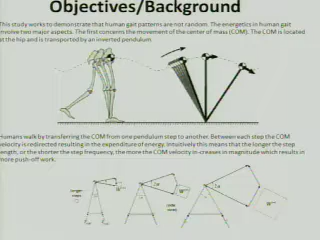 Objectives/Background
This study works to demonstrate that human gait patterns are not random. The energetics in human gait
involve two major aspects. The first concerns the movement of the center of mass (COM). The COM is located
at the hip and is transported by an inverted pendulum
Humans walk by transferring the COM from one pendulum step to another. Between each step the COM
velocity is redirected resulting in the expenditure of energy. Intuitively this means that the longer the step
length, or the shorter the step frequency, the more the COM velocity in-creases in magnitude which results in
more push-off work.
longer
wider